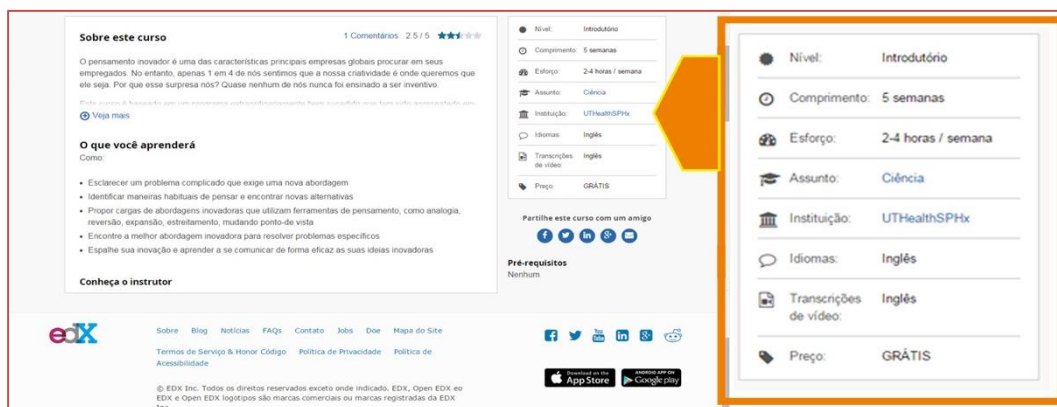 Sobre este curso
1 Comentários 2.5 / 5
O pensamento inovador é uma das características principais empresas globais procurar em seus
empregados. No entanto, apenas 1 em 4 de nós sentimos que a nossa criatividade é onde queremos que
ele seja. Por que esse surpresa nós? Quase nenhum de nós nunca foi ensinado a ser inventivo.
Veja mais
O que você aprenderá
Como:
• Esclarecer um problema complicado que exige uma nova abordagem
• Identificar maneiras habituais de pensar e encontrar novas alternativas
• Propor cargas de abordagens inovadoras que utilizam ferramentas de pensamento, como analogia,
reversão, expansão, estreitamento, mudando ponto-de vista
• Encontre a melhor abordagem inovadora para resolver problemas específicos
• Espalhe sua inovação e aprender a se comunicar de forma eficaz as suas ideias inovadoras
Conheça o instrutor
Nível: Introdutório
Comprimento: 5 semanas
Esforço: 2-4 horas / semana
Assunto: Ciência
Instituição: UTHealthSPHx
Idiomas: Inglês
Transcrições Inglês
de vídeo:
Preço: GRÁTIS
Partilhe este curso com um amigo
Pré-requisitos
Nenhum
edX
Sobre Blog Notícias FAQs Contato Jobs Doe Mapa do Site
Termos de Serviço & Honor Código Política de Privacidade Política de
Acessibilidade
© EDX Inc. Todos os direitos reservados exceto onde indicado. EDX, Open EDX eo
EDX e Open EDX logotipos são marcas comerciais ou marcas registradas da EDX
You
Tube
Download on the
App Store
ANDROID APP ON
Google play
Nível: Introdutório
Comprimento: 5 semanas
Esforço: 2-4 horas / semana
Assunto: Ciência
Instituição: UTHealthSPHx
Idiomas: Inglês
Transcrições Inglês
de vídeo:
Preço: GRÁTIS